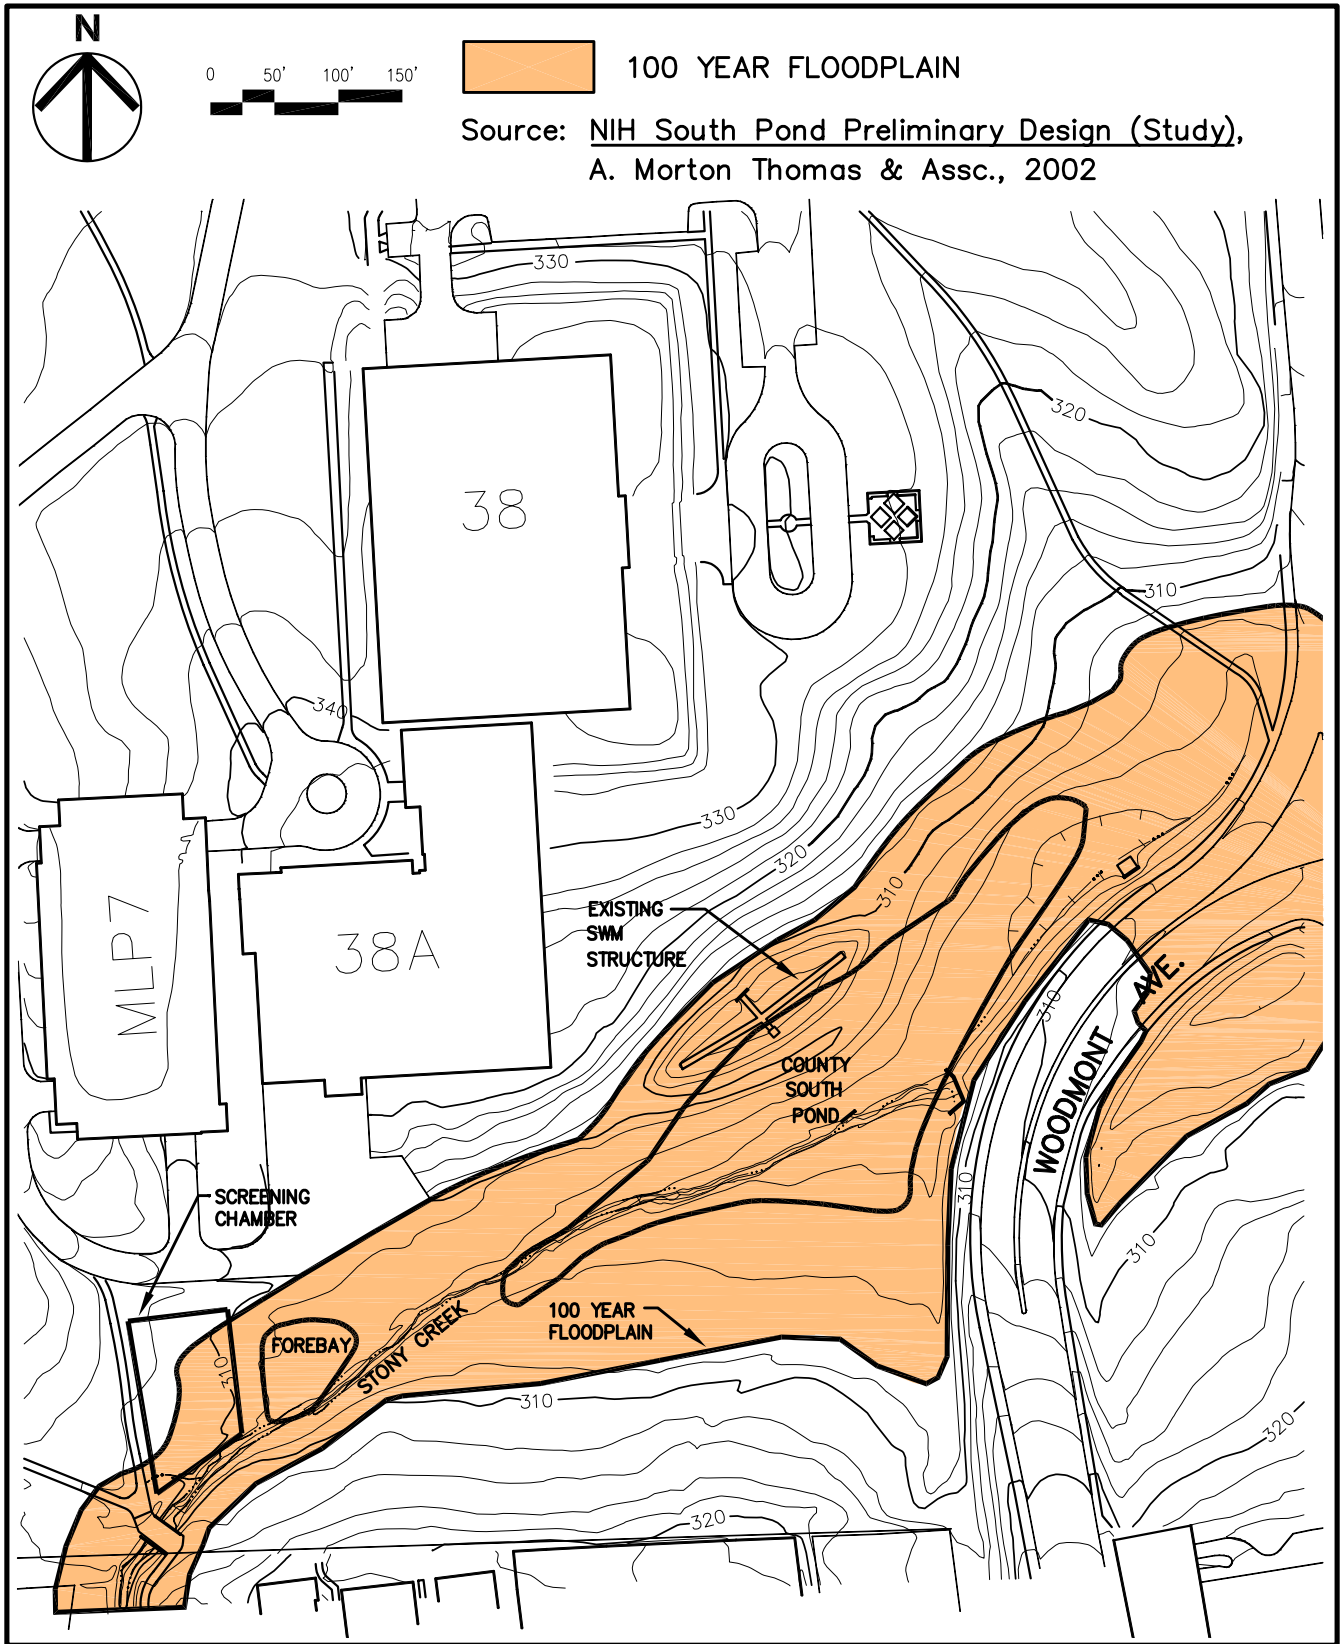 N
0 50' 100' 150'
100 YEAR FLOODPLAIN
Source: NIH South Pond Preliminary Design (Study),
A. Morton Thomas & Assc., 2002
330
320
38
310
340
330
320
310
MLP7
38A
EXISTING
SWM
STRUCTURE
310
WOODMONT AVE.
COUNTY
SOUTH
POND
310
310
SCREENING
CHAMBER
100 YEAR
FLOODPLAIN
FOREBAY
STONY CREEK
310
310
320
320